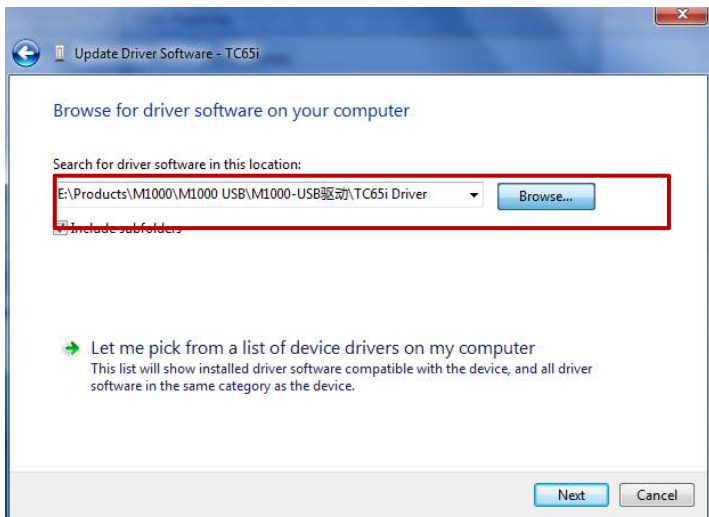 Update Driver Software - TC65i
Browse for driver software on your computer
Search for driver software in this location:
E:\Products\M1000\M1000 USB\M1000-USB驱动\TC65i Driver
Browse...
Include subfolders
Let me pick from a list of device drivers on my computer
This list will show installed driver software compatible with the device, and all driver
software in the same category as the device.
Next
Cancel